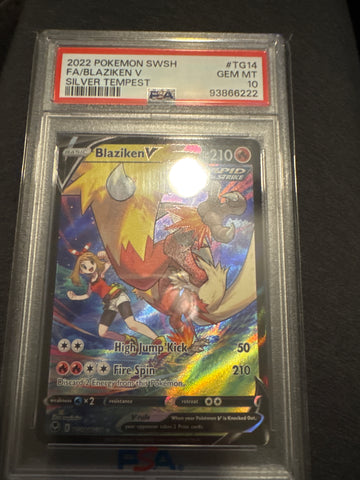 2022 POKEMON SWSH #TG14
FA/BLAZIKEN V GEM MT
SILVER TEMPEST 10
PSA 93866222
BASIC Blaziken V 210
RAPID
STRIKE
High Jump Kick 50
Fire Spin 210
Discard 2 Energy from this Pokémon.
weakness ×2 resistance retreat
V rule
When your Pokémon V is Knocked Out,
your opponent takes 2 Prize cards.
PSA